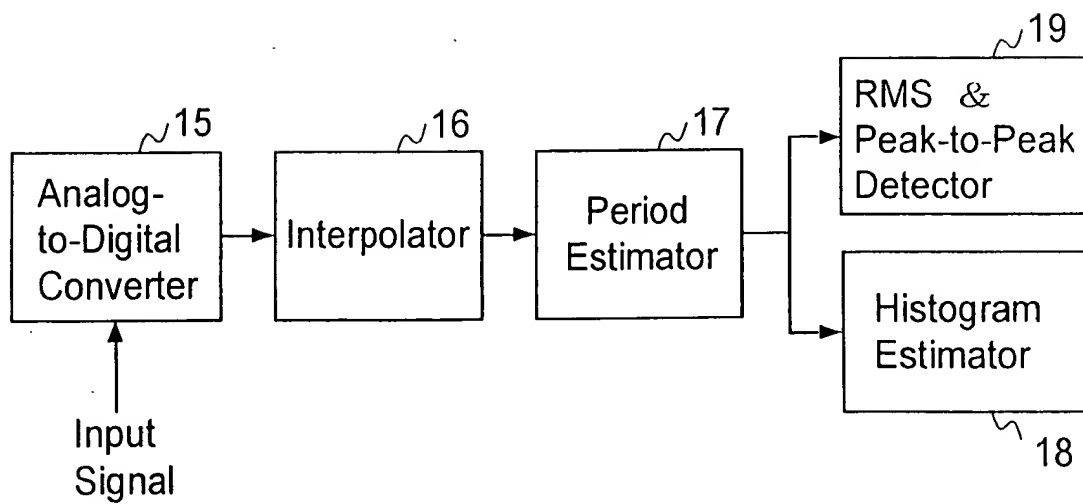 15
Analog-
to-Digital
Converter
Input
Signal
16
Interpolator
17
Period
Estimator
19
RMS &
Peak-to-Peak
Detector
Histogram
Estimator
18